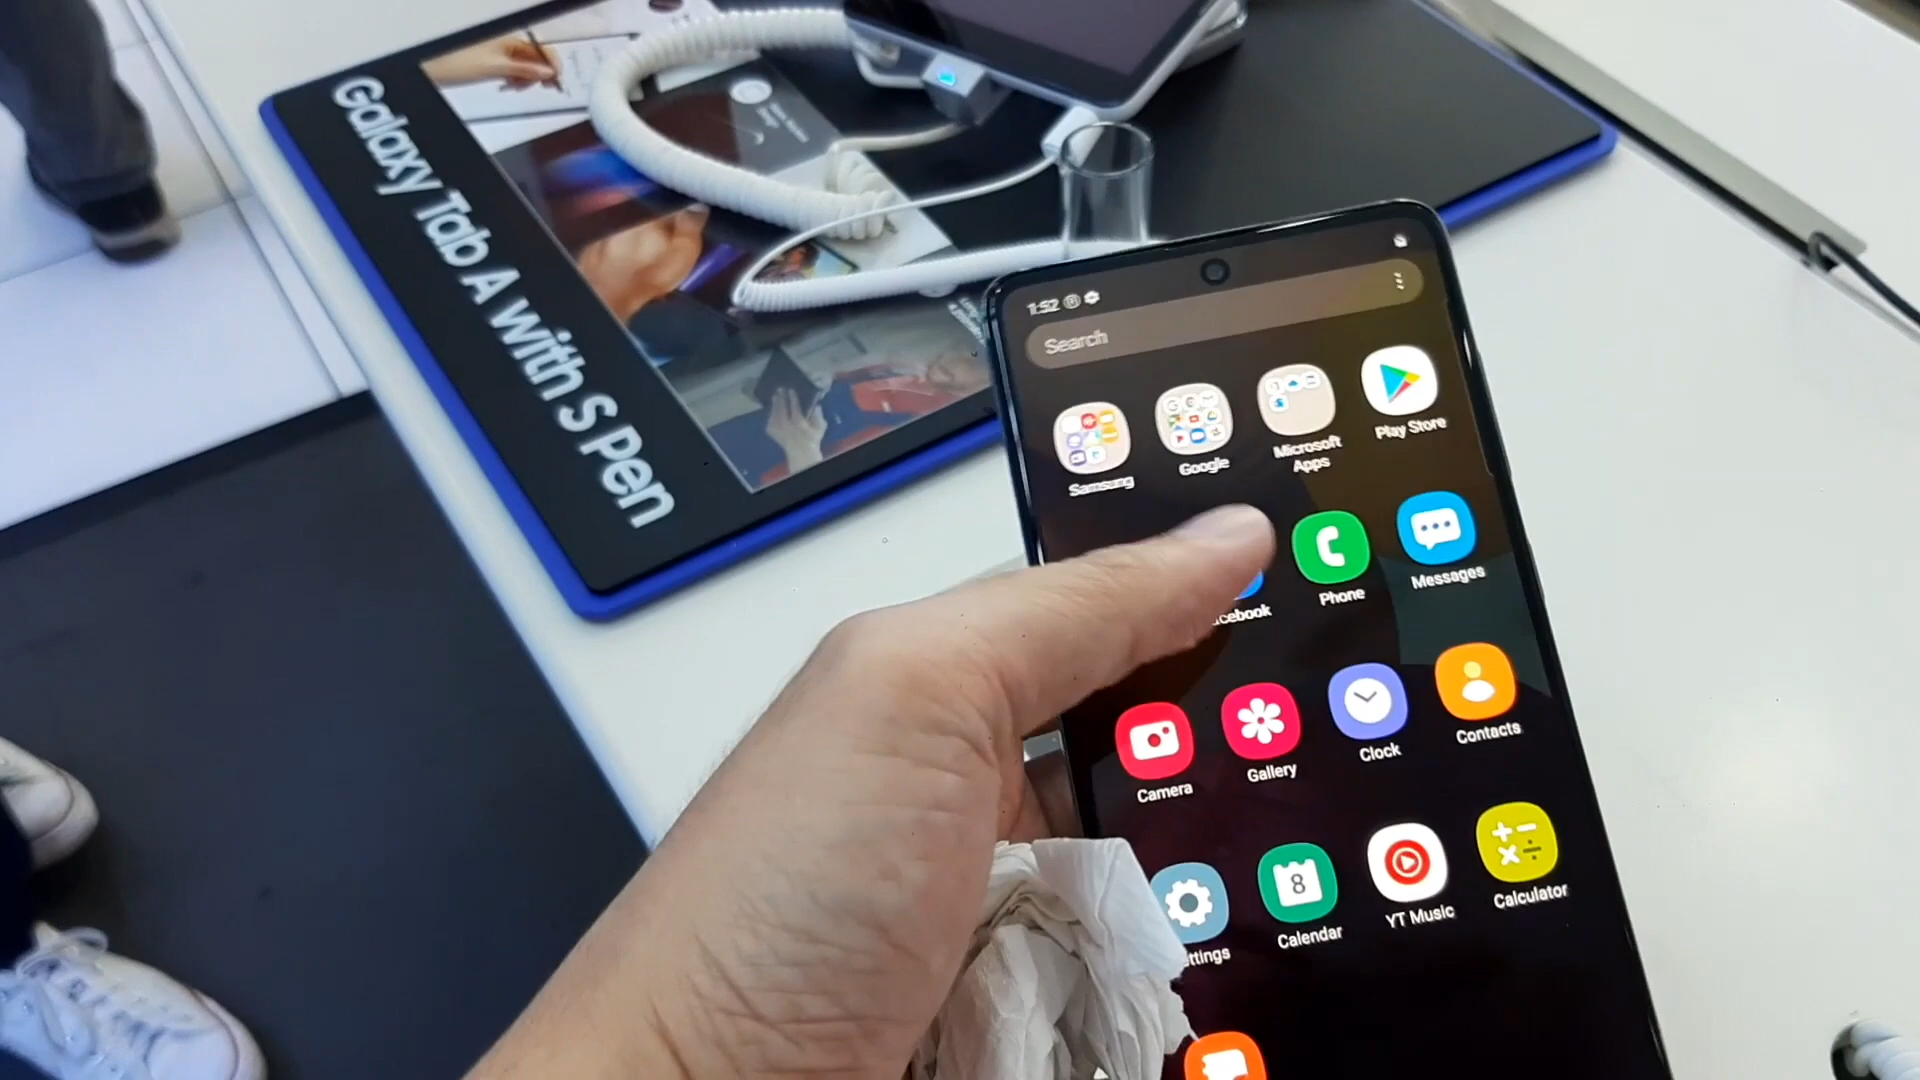 Galaxy Tab A with S Pen
1:52
Search
Samsung
Google
Microsoft
Apps
Play Store
cebook
Phone
Messages
Camera
Gallery
Clock
Contacts
ttings
8
Calendar
YT Music
Calculator